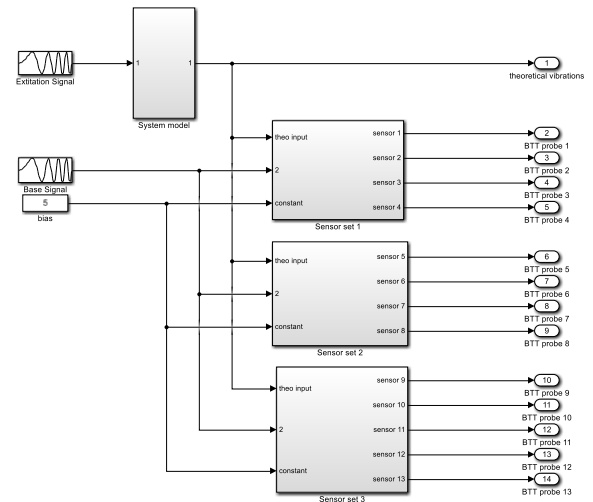 1
1
1
Extitation Signal
theoretical vibrations
System model
theo input
sensor 1
2
BTT probe 1
sensor 2
3
2
BTT probe 2
Base Signal
sensor 3
4
BTT probe 3
5
constant
sensor 4
5
bias
BTT probe 4
Sensor set 1
theo input
sensor 5
6
BTT probe 5
sensor 6
7
2
BTT probe 6
sensor 7
8
BTT probe 7
constant
sensor 8
9
BTT probe 8
Sensor set 2
theo input
sensor 9
10
BTT probe 9
sensor 10
11
BTT probe 10
2
sensor 11
12
BTT probe 11
sensor 12
13
BTT probe 12
constant
sensor 13
14
BTT probe 13
Sensor set 3